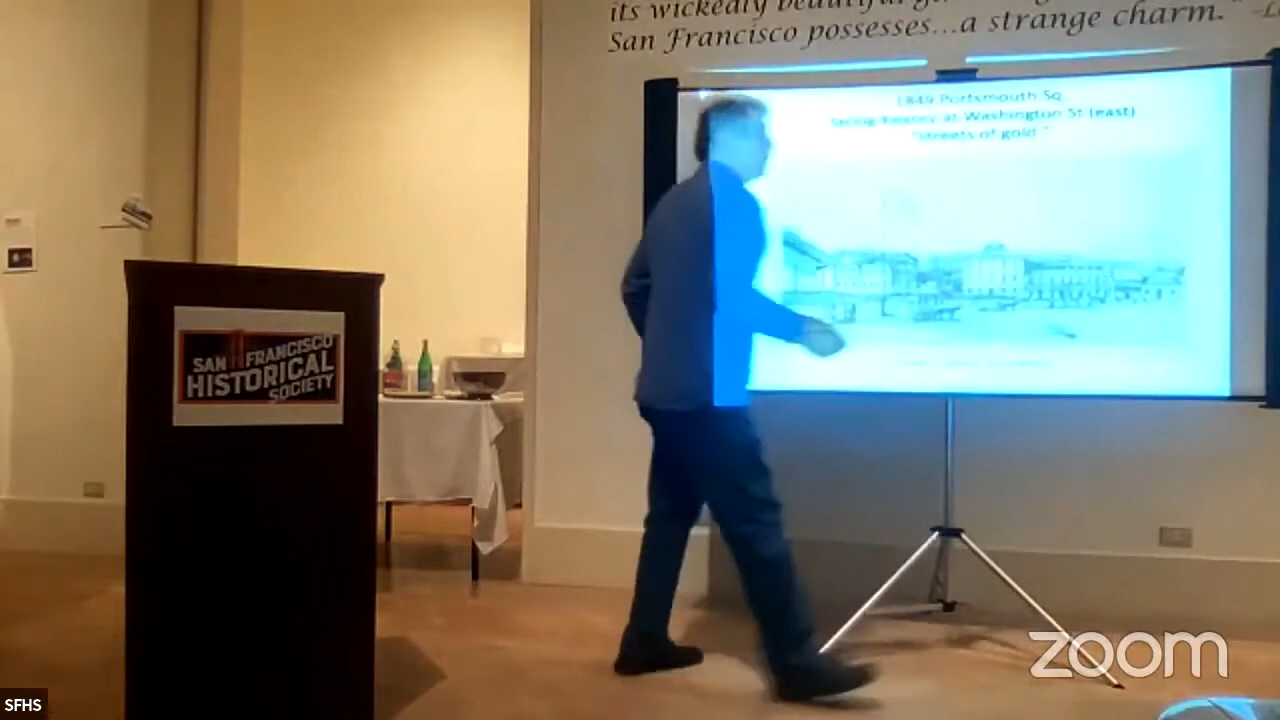 its wickedly beautiful
San Francisco possesses...a strange charm."
1849 Portsmouth Sq
facing Kearny at Washington St (east)
"streets of gold"
SAN FRANCISCO
HISTORICAL
SOCIETY
zoom
SFHS